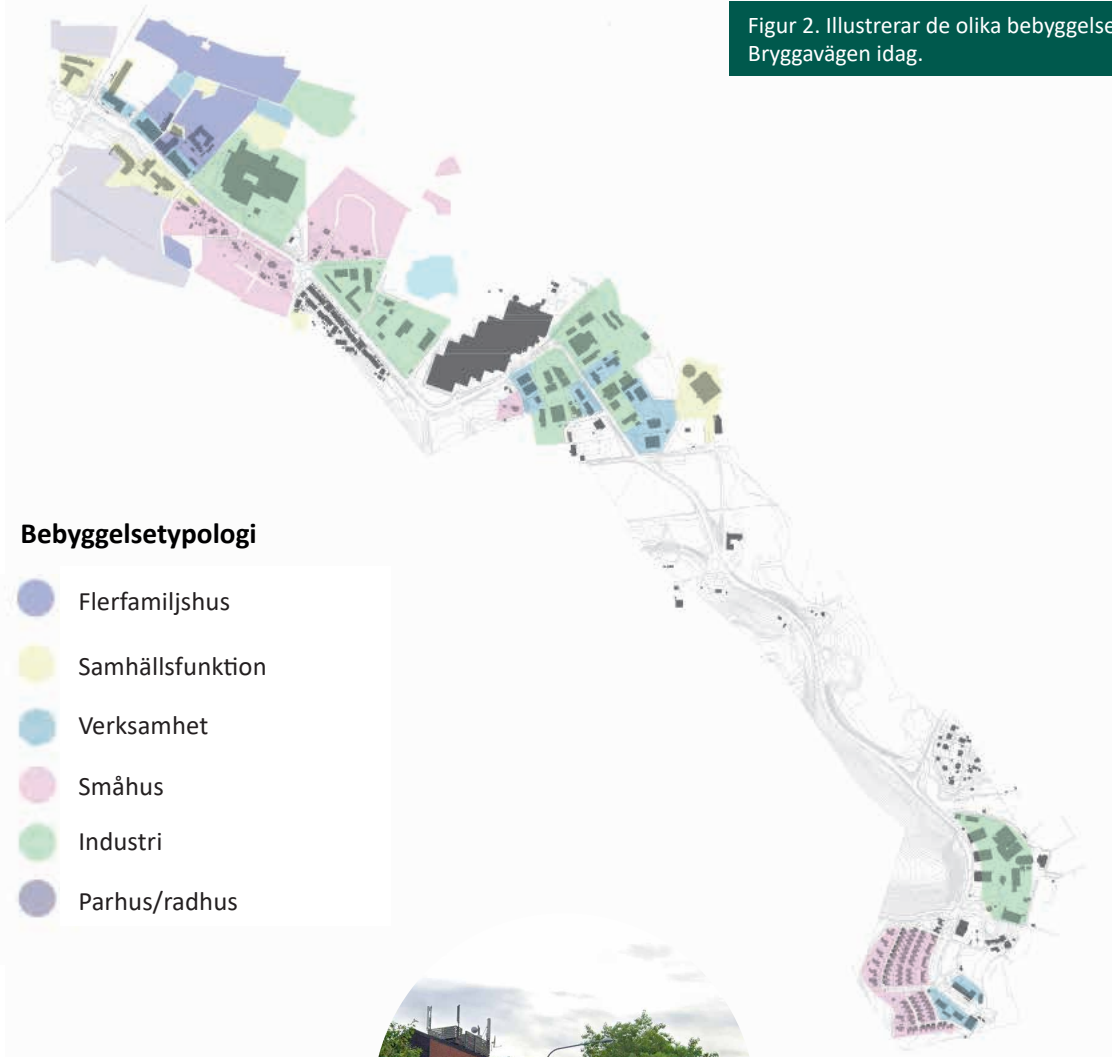 Figur 2. Illustrerar de olika bebyggelse
Bryggavägen idag.
Bebyggelsetypologi
Flerfamiljshus
Samhällsfunktion
Verksamhet
Småhus
Industri
Parhus/radhus